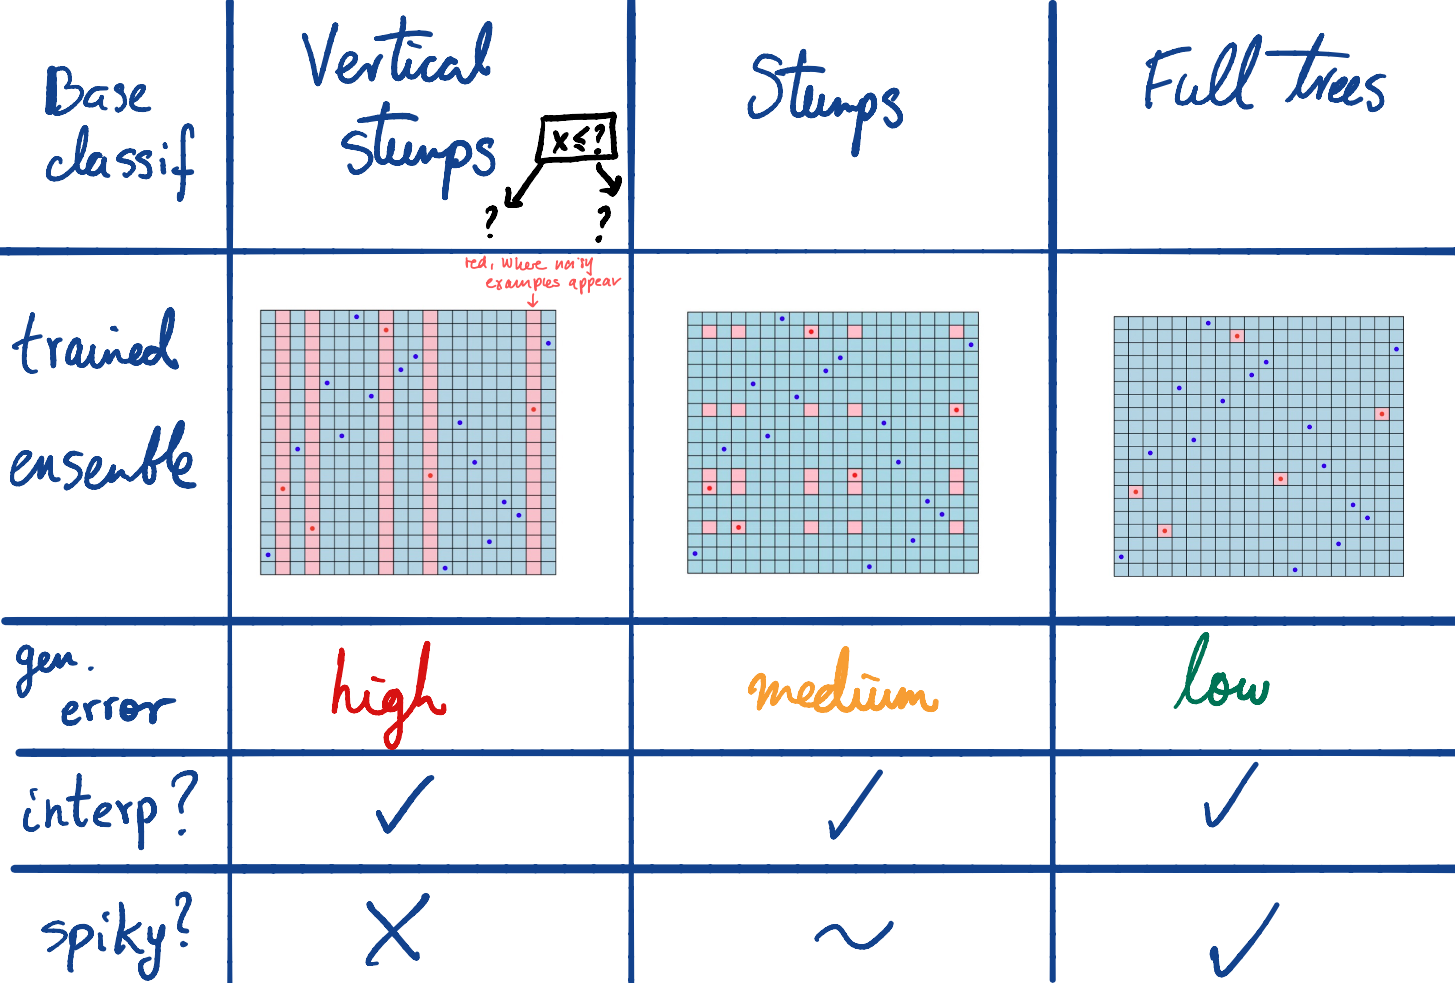 Base
classif
Vertical
stumps
x ≤ ?
?
?
Stumps
Full trees
trained
ensemble
red, where noisy
examples appear
gen.
error
high
medium
low
interp?
✓
✓
✓
spiky?
X
~
✓